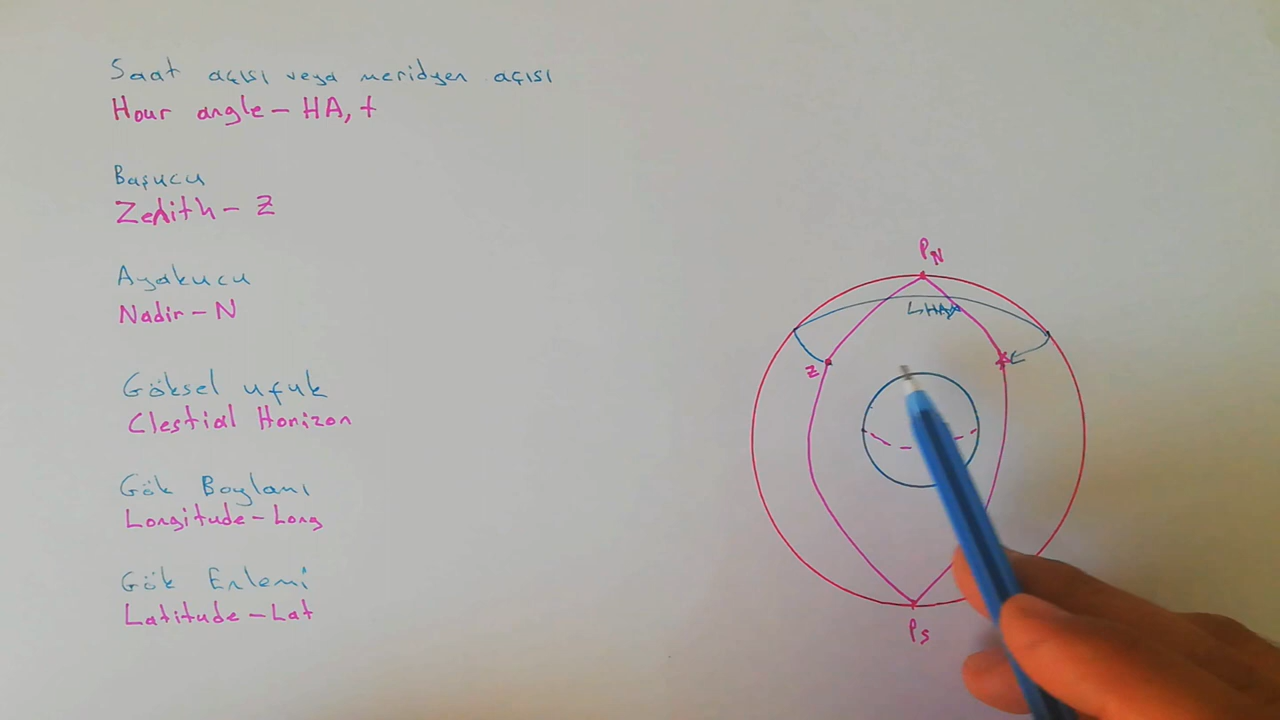 Saat açısı veya meridyen açısı
Hour angle – HA, t
Başucu
Zenith – Z
Ayakucu
Nadir – N
Göksel ufuk
Clestial Horizon
Gök Boylamı
Longitude – Long
Gök Enlemi
Latitude – Lat
PN
LHA
Z
Ps